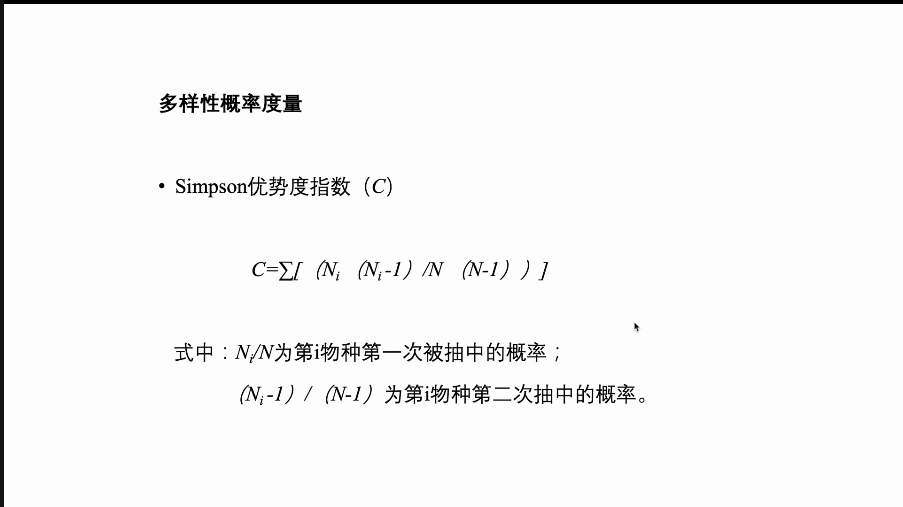 多样性概率度量
• Simpson优势度指数（C）
C=∑[（Ni（Ni-1）/N（N-1））]
式中：Ni/N为第i物种第一次被抽中的概率；
（Ni-1）/（N-1）为第i物种第二次抽中的概率。